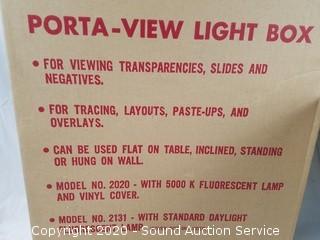 PORTA-VIEW LIGHT BOX
• FOR VIEWING TRANSPARENCIES, SLIDES AND
NEGATIVES.
• FOR TRACING, LAYOUTS, PASTE-UPS, AND
OVERLAYS.
• CAN BE USED FLAT ON TABLE, INCLINED, STANDING
OR HUNG ON WALL.
• MODEL NO. 2020 - WITH 5000 K FLUORESCENT LAMP
AND VINYL COVER.
• MODEL NO. 2131 - WITH STANDARD DAYLIGHT
Copyright 2020 - Sound Auction Service